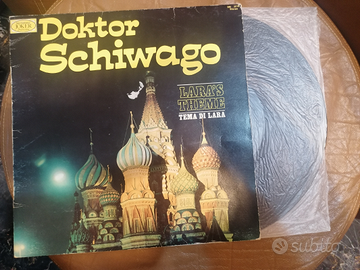 Doktor
Schiwago
LARA'S
THEME
TEMA DI LARA
subito